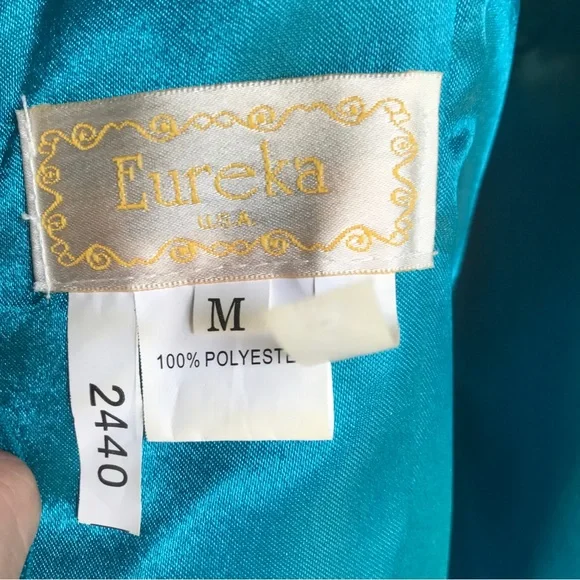 Eureka
U.S.A.
M
100% POLYESTE
2440